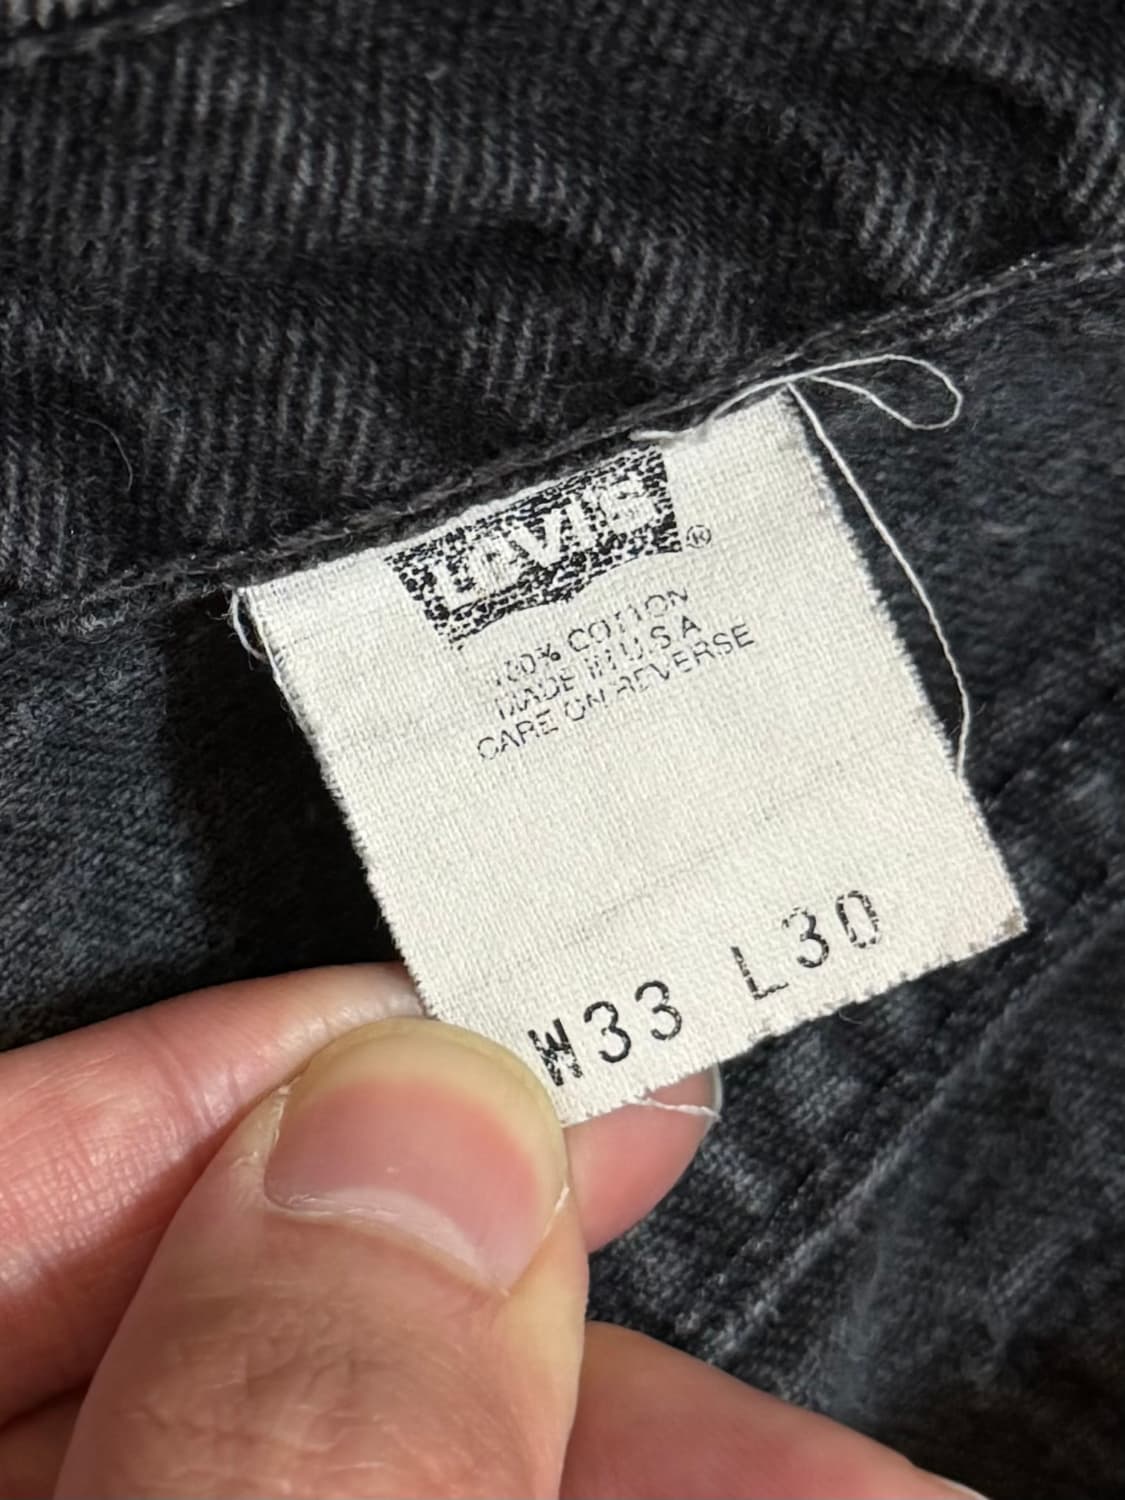 Levi's ®
100% COTTON
MADE IN U.S.A
CARE ON REVERSE
W33 L30